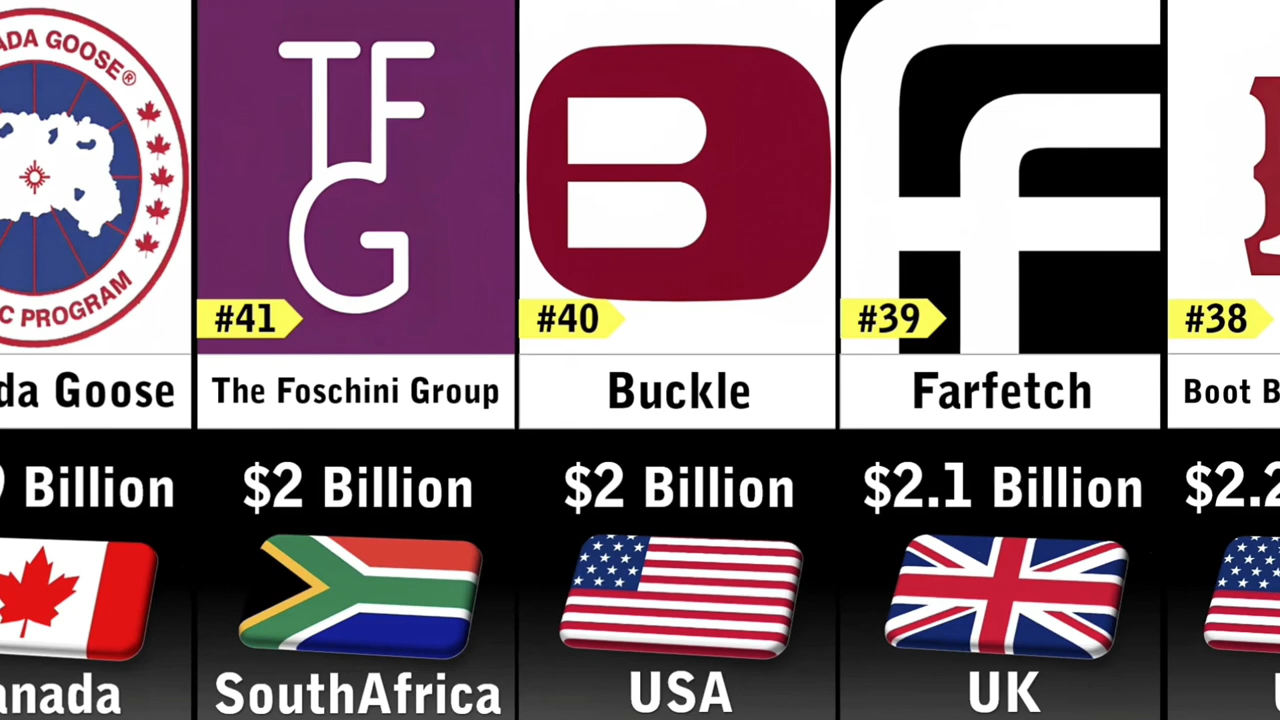 ADA GOOSE®
C PROGRAM
da Goose
Billion
anada
TFG
#41
The Foschini Group
$2 Billion
SouthAfrica
B
#40
Buckle
$2 Billion
USA
#39
Farfetch
$2.1 Billion
UK
#38
Boot B
$2.2